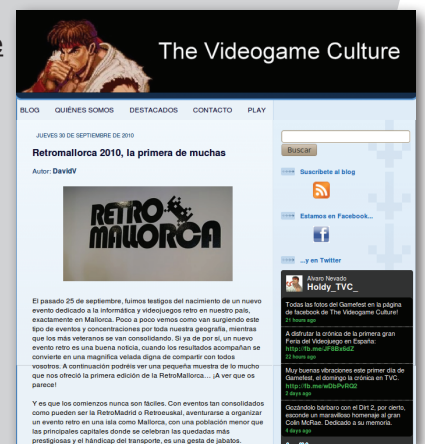 The Videogame Culture
BLOG QUIÉNES SOMOS DESTACADOS CONTACTO PLAY
JUEVES 30 DE SEPTIEMBRE DE 2010
Retromallorca 2010, la primera de muchas
Autor: DavidV
RETRO
MALLORCA
El pasado 25 de septiembre, fuimos testigos del nacimiento de un nuevo
evento dedicado a la informática y videojuegos retro en nuestro país,
exactamente en Mallorca. Poco a poco vemos como van surgiendo este
tipo de eventos y concentraciones por toda nuestra geografía, mientras
que los más veteranos se van consolidando. Si ya de por sí, un nuevo
evento retro es una buena noticia, cuando los resultados acompañan se
convierte en una magnifica velada digna de compartir con todos
vosotros. A continuación podréis ver una pequeña muestra de lo mucho
que nos ofreció la primera edición de la RetroMallorca... ¡A ver que os
parece!
Y es que los comienzos nunca son fáciles. Con eventos tan consolidados
como pueden ser la RetroMadrid o Retroeuskal, aventurarse a organizar
un evento retro en una isla como Mallorca, con una población menor que
las principales capitales donde se celebran las quedadas más
prestigiosas y el hándicap del transporte, es una gesta de jabatos.
Buscar
Suscríbete al blog
Estamos en Facebook...
...y en Twitter
Alvaro Nevado
Holdy_TVC_
Todas las fotos del Gamefest en la página
de facebook de The Videogame Culture!
21 hours ago
A disfrutar la crónica de la primera gran
Feria del Videojuego en España:
22 hours ago
Muy buenas vibraciones este primer día de
Gamefest, el domingo la crónica en TVC.
http://fb.me/wDbPvRQ2
3 days ago
Gozándolo bárbaro con el Dirt 2, por cierto,
esconde un maravilloso homenaje al gran
Colin McRae. Dedicado a su memoria.
4 days ago